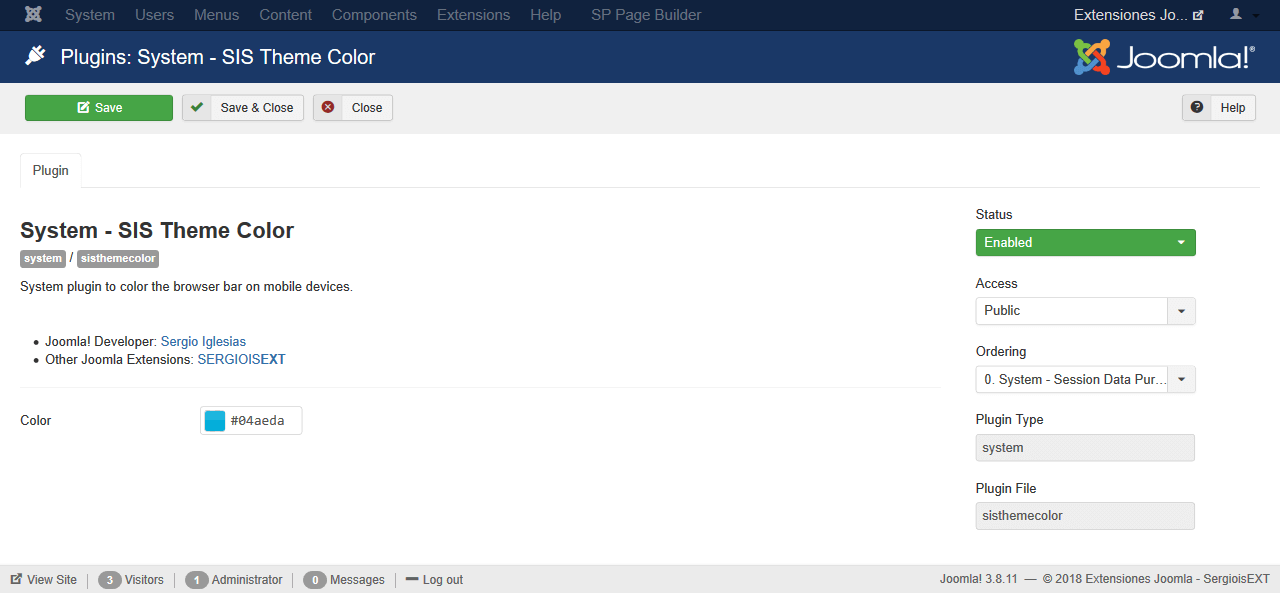 System Users Menus Content Components Extensions Help SP Page Builder Extensiones Jo...
Plugins: System - SIS Theme Color Joomla!®
Save Save & Close Close Help
Plugin
System - SIS Theme Color
system / sisthemecolor
System plugin to color the browser bar on mobile devices.
Joomla! Developer: Sergio Iglesias
Other Joomla Extensions: SERGIOISEXT
Color #04aeda
Status
Enabled
Access
Public
Ordering
0. System - Session Data Pur...
Plugin Type
system
Plugin File
sisthemecolor
View Site 3 Visitors 1 Administrator 0 Messages Log out Joomla! 3.8.11 — © 2018 Extensiones Joomla - SergioisEXT